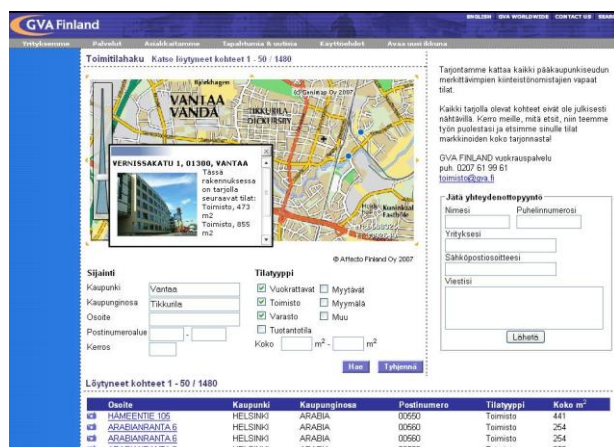 GVA Finland
ENGLISH GVA WORLDWIDE CONTACT US
Yrityksemme Palvelut Asiakkaitamme Tapahtumia & uutisia Käyttöehdot Avaa uusi ikkuna
Toimitilahaku Katso löytyneet kohteet 1 - 50 / 1480
VANTAA
VANDA
TIKKURILA
DICKURSBY
VERNISSAKATU 1, 01300, VANTAA
Tässä
rakennuksessa
on tarjolla
seuraavat tilat:
Toimisto, 473
m2
Toimisto, 855
m2
© Affecto Finland Oy 2007
Tarjontamme kattaa kaikki pääkaupunkiseudun
merkittävimpien kiinteistönomistajien vapaat
tilat.
Kaikki tarjolla olevat kohteet eivät ole julkisesti
nähtävillä. Kerro meille, mitä etsit, niin teemme
työn puolestasi ja etsimme sinulle tilat
markkinoiden koko tarjonnasta!
GVA FINLAND vuokrauspalvelu
puh. 0207 61 99 61
toimisto@gva.fi
Jätä yhteydenottopyyntö
Nimesi Puhelinnumerosi
Yrityksesi
Sähköpostiosoitteesi
Viestisi
Lähetä
Sijainti
Kaupunki Vantaa
Kaupunginosa Tikkurila
Osoite
Postinumeroalue -
Kerros
Tilatyyppi
Vuokrattavat Myytävät
Toimisto Myymälä
Varasto Muu
Tuotantotila
Koko m² - m²
Hae Tyhjennä
Löytyneet kohteet 1 - 50 / 1480
Osoite Kaupunki Kaupunginosa Postinumero Tilatyyppi Koko m²
HÄMEENTIE 105 HELSINKI ARABIA 00550 Toimisto 441
ARABIANRANTA 6 HELSINKI ARABIA 00560 Toimisto 254
ARABIANRANTA 6 HELSINKI ARABIA 00560 Toimisto 254